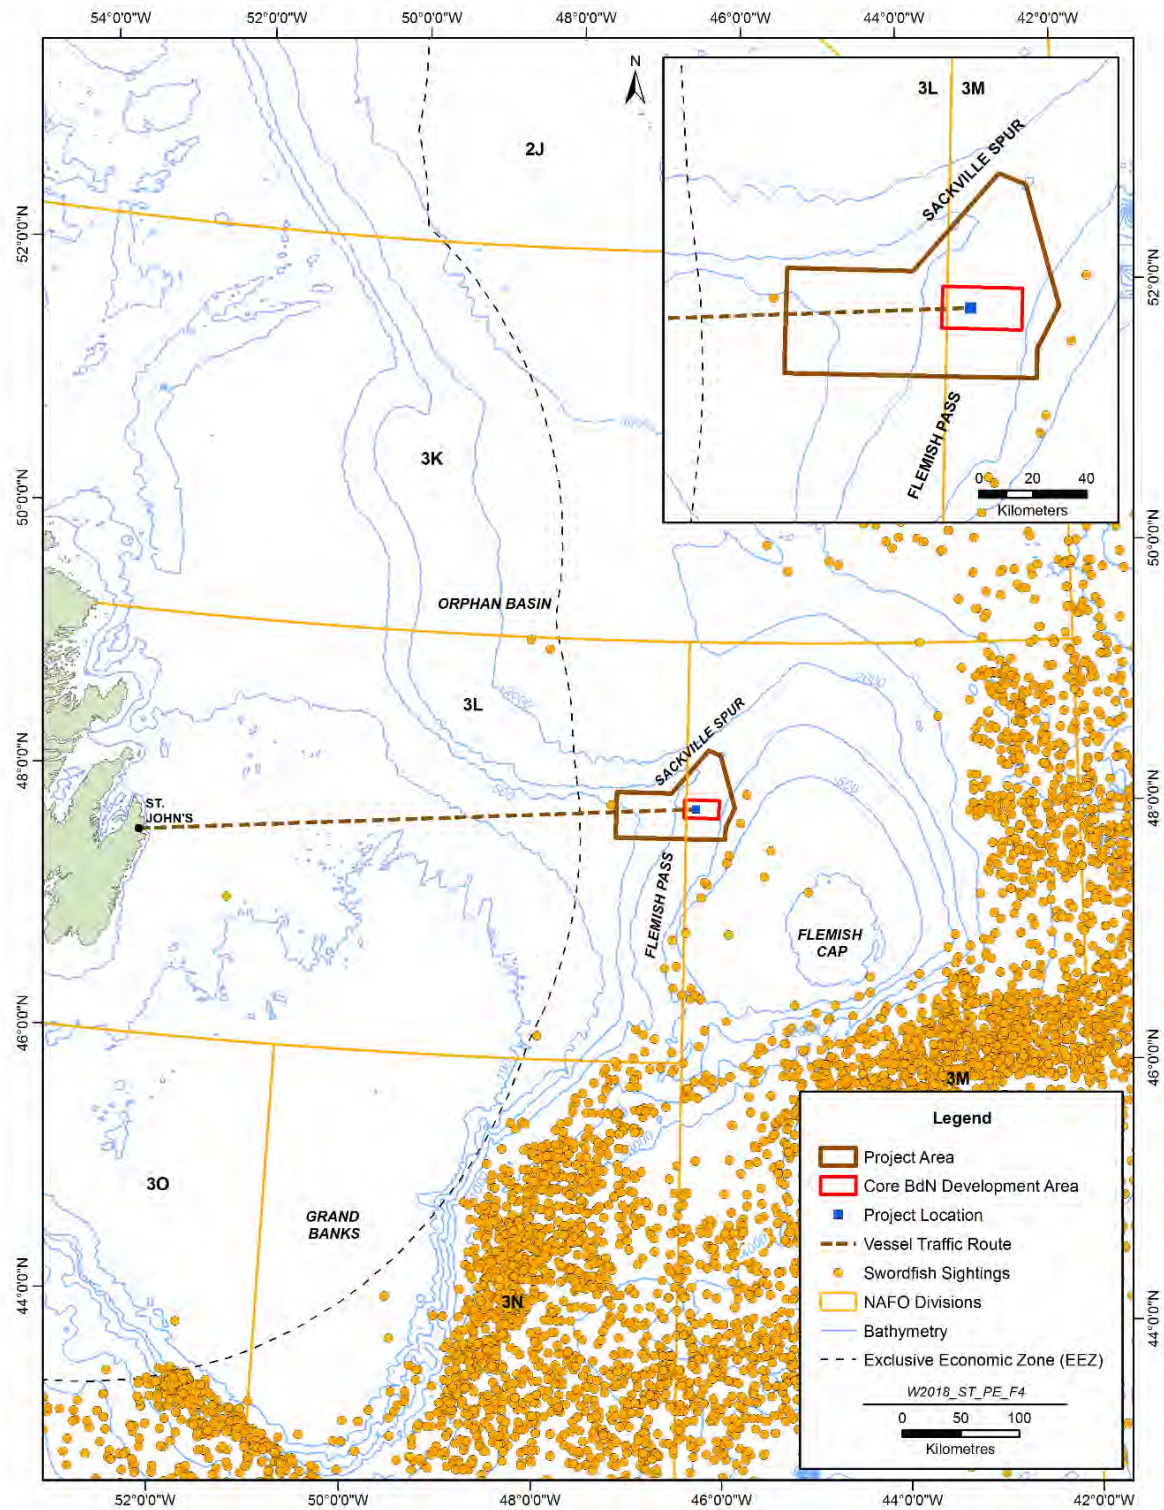 54°0'0"W 52°0'0"W 50°0'0"W 48°0'0"W 46°0'0"W 44°0'0"W 42°0'0"W
N
2J
3L 3M
SACKVILLE SPUR
FLEMISH PASS
0 20 40
Kilometers
52°0'0"N
52°0'0"N
3K
50°0'0"N
50°0'0"N
ORPHAN BASIN
3L
SACKVILLE SPUR
48°0'0"N
48°0'0"N
ST.
JOHN'S
FLEMISH PASS
FLEMISH
CAP
46°0'0"N
46°0'0"N
3M
3O
GRAND
BANKS
3N
44°0'0"N
44°0'0"N
Legend
Project Area
Core BdN Development Area
Project Location
Vessel Traffic Route
Swordfish Sightings
NAFO Divisions
Bathymetry
Exclusive Economic Zone (EEZ)
W2018_ST_PE_F4
0 50 100
Kilometres
52°0'0"W 50°0'0"W 48°0'0"W 46°0'0"W 44°0'0"W 42°0'0"W